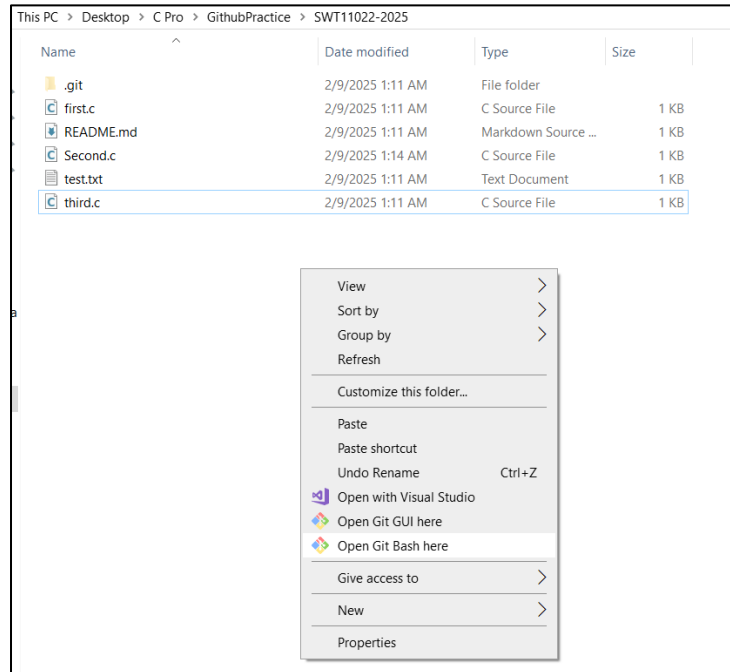 This PC > Desktop > C Pro > GithubPractice > SWT11022-2025
Name Date modified Type Size
.git 2/9/2025 1:11 AM File folder
first.c 2/9/2025 1:11 AM C Source File 1 KB
README.md 2/9/2025 1:11 AM Markdown Source ... 1 KB
Second.c 2/9/2025 1:14 AM C Source File 1 KB
test.txt 2/9/2025 1:11 AM Text Document 1 KB
third.c 2/9/2025 1:11 AM C Source File 1 KB
a
View
Sort by
Group by
Refresh
Customize this folder...
Paste
Paste shortcut
Undo Rename Ctrl+Z
Open with Visual Studio
Open Git GUI here
Open Git Bash here
Give access to
New
Properties